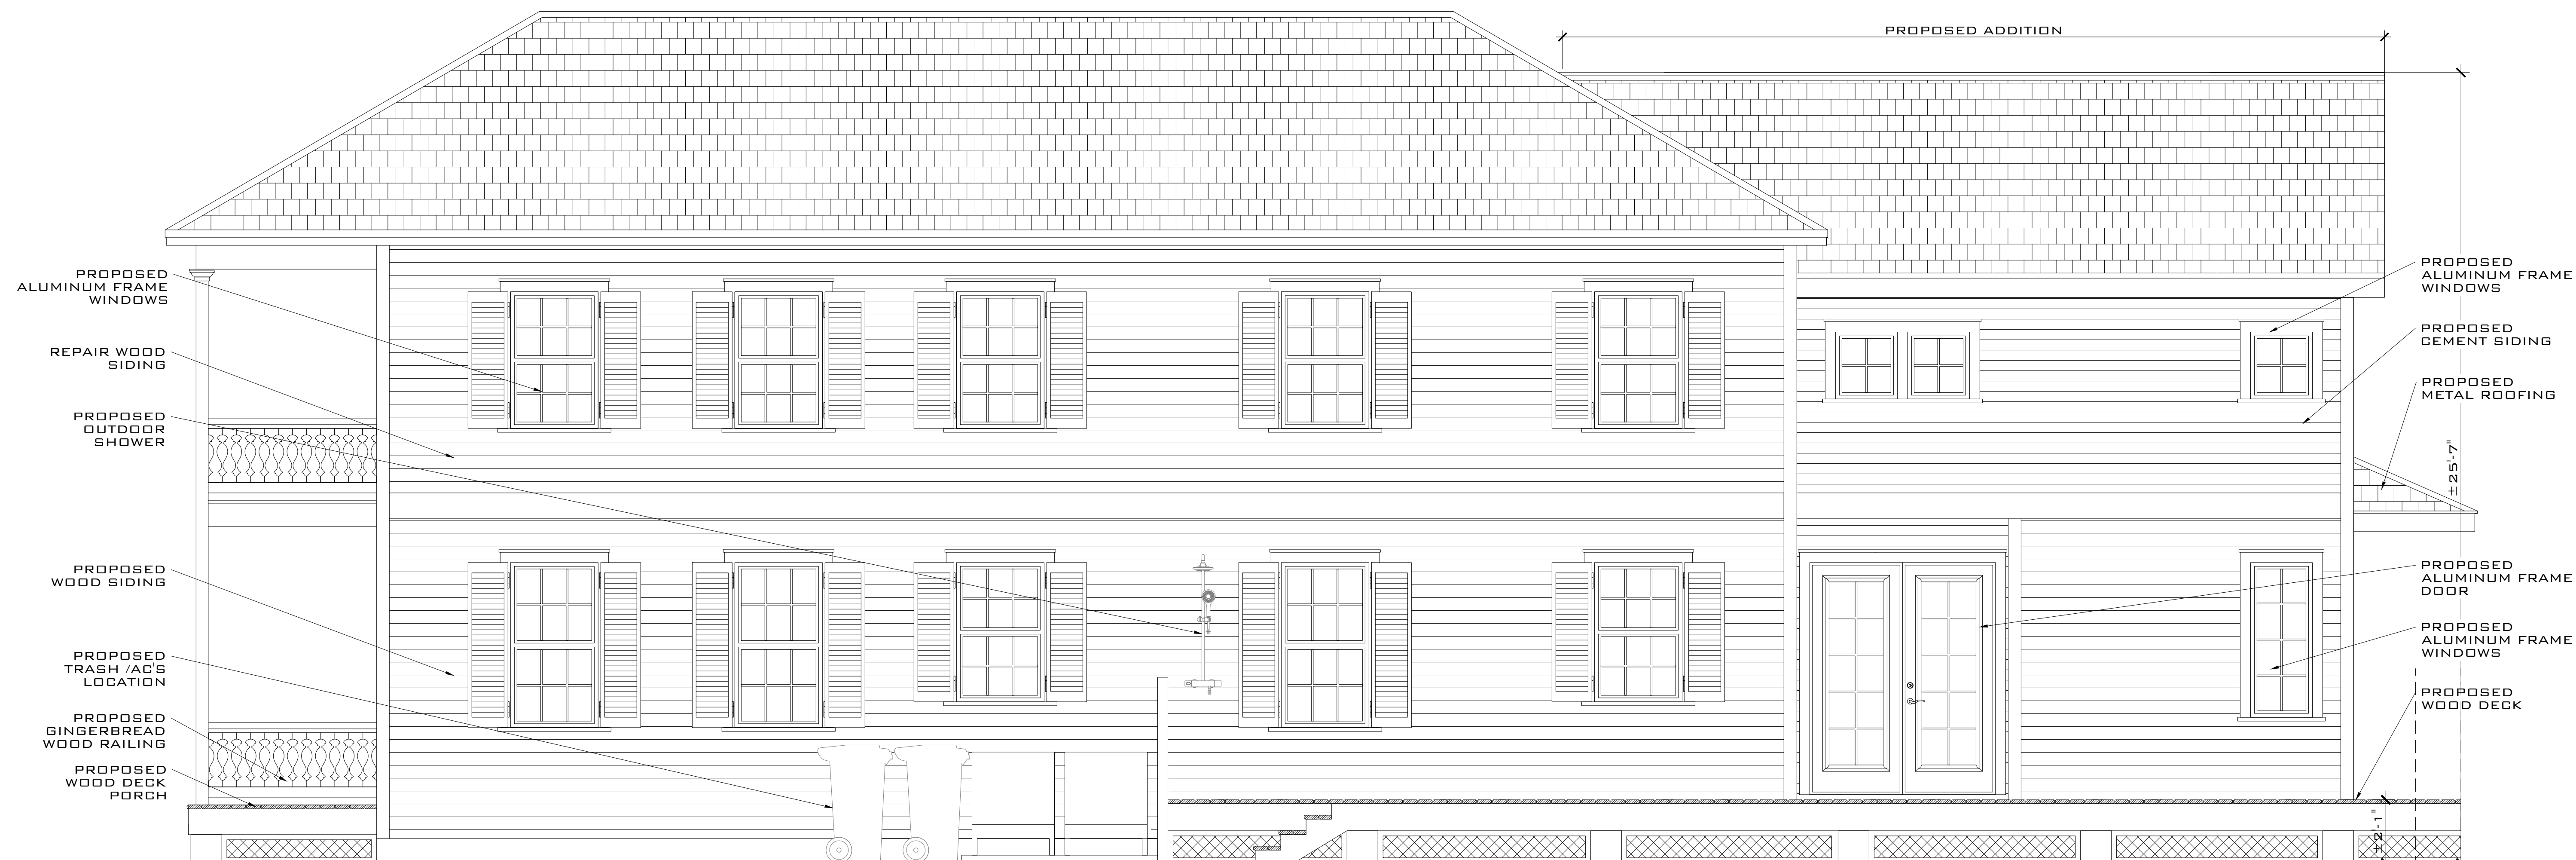 PROPOSED ADDITION
PROPOSED
ALUMINUM FRAME
WINDOWS
REPAIR WOOD
SIDING
PROPOSED
OUTDOOR
SHOWER
PROPOSED
WOOD SIDING
PROPOSED
TRASH /AC'S
LOCATION
PROPOSED
GINGERBREAD
WOOD RAILING
PROPOSED
WOOD DECK
PORCH
PROPOSED
ALUMINUM FRAME
WINDOWS
PROPOSED
CEMENT SIDING
PROPOSED
METAL ROOFING
±25'-7"
PROPOSED
ALUMINUM FRAME
DOOR
PROPOSED
ALUMINUM FRAME
WINDOWS
PROPOSED
WOOD DECK
±2'-1"